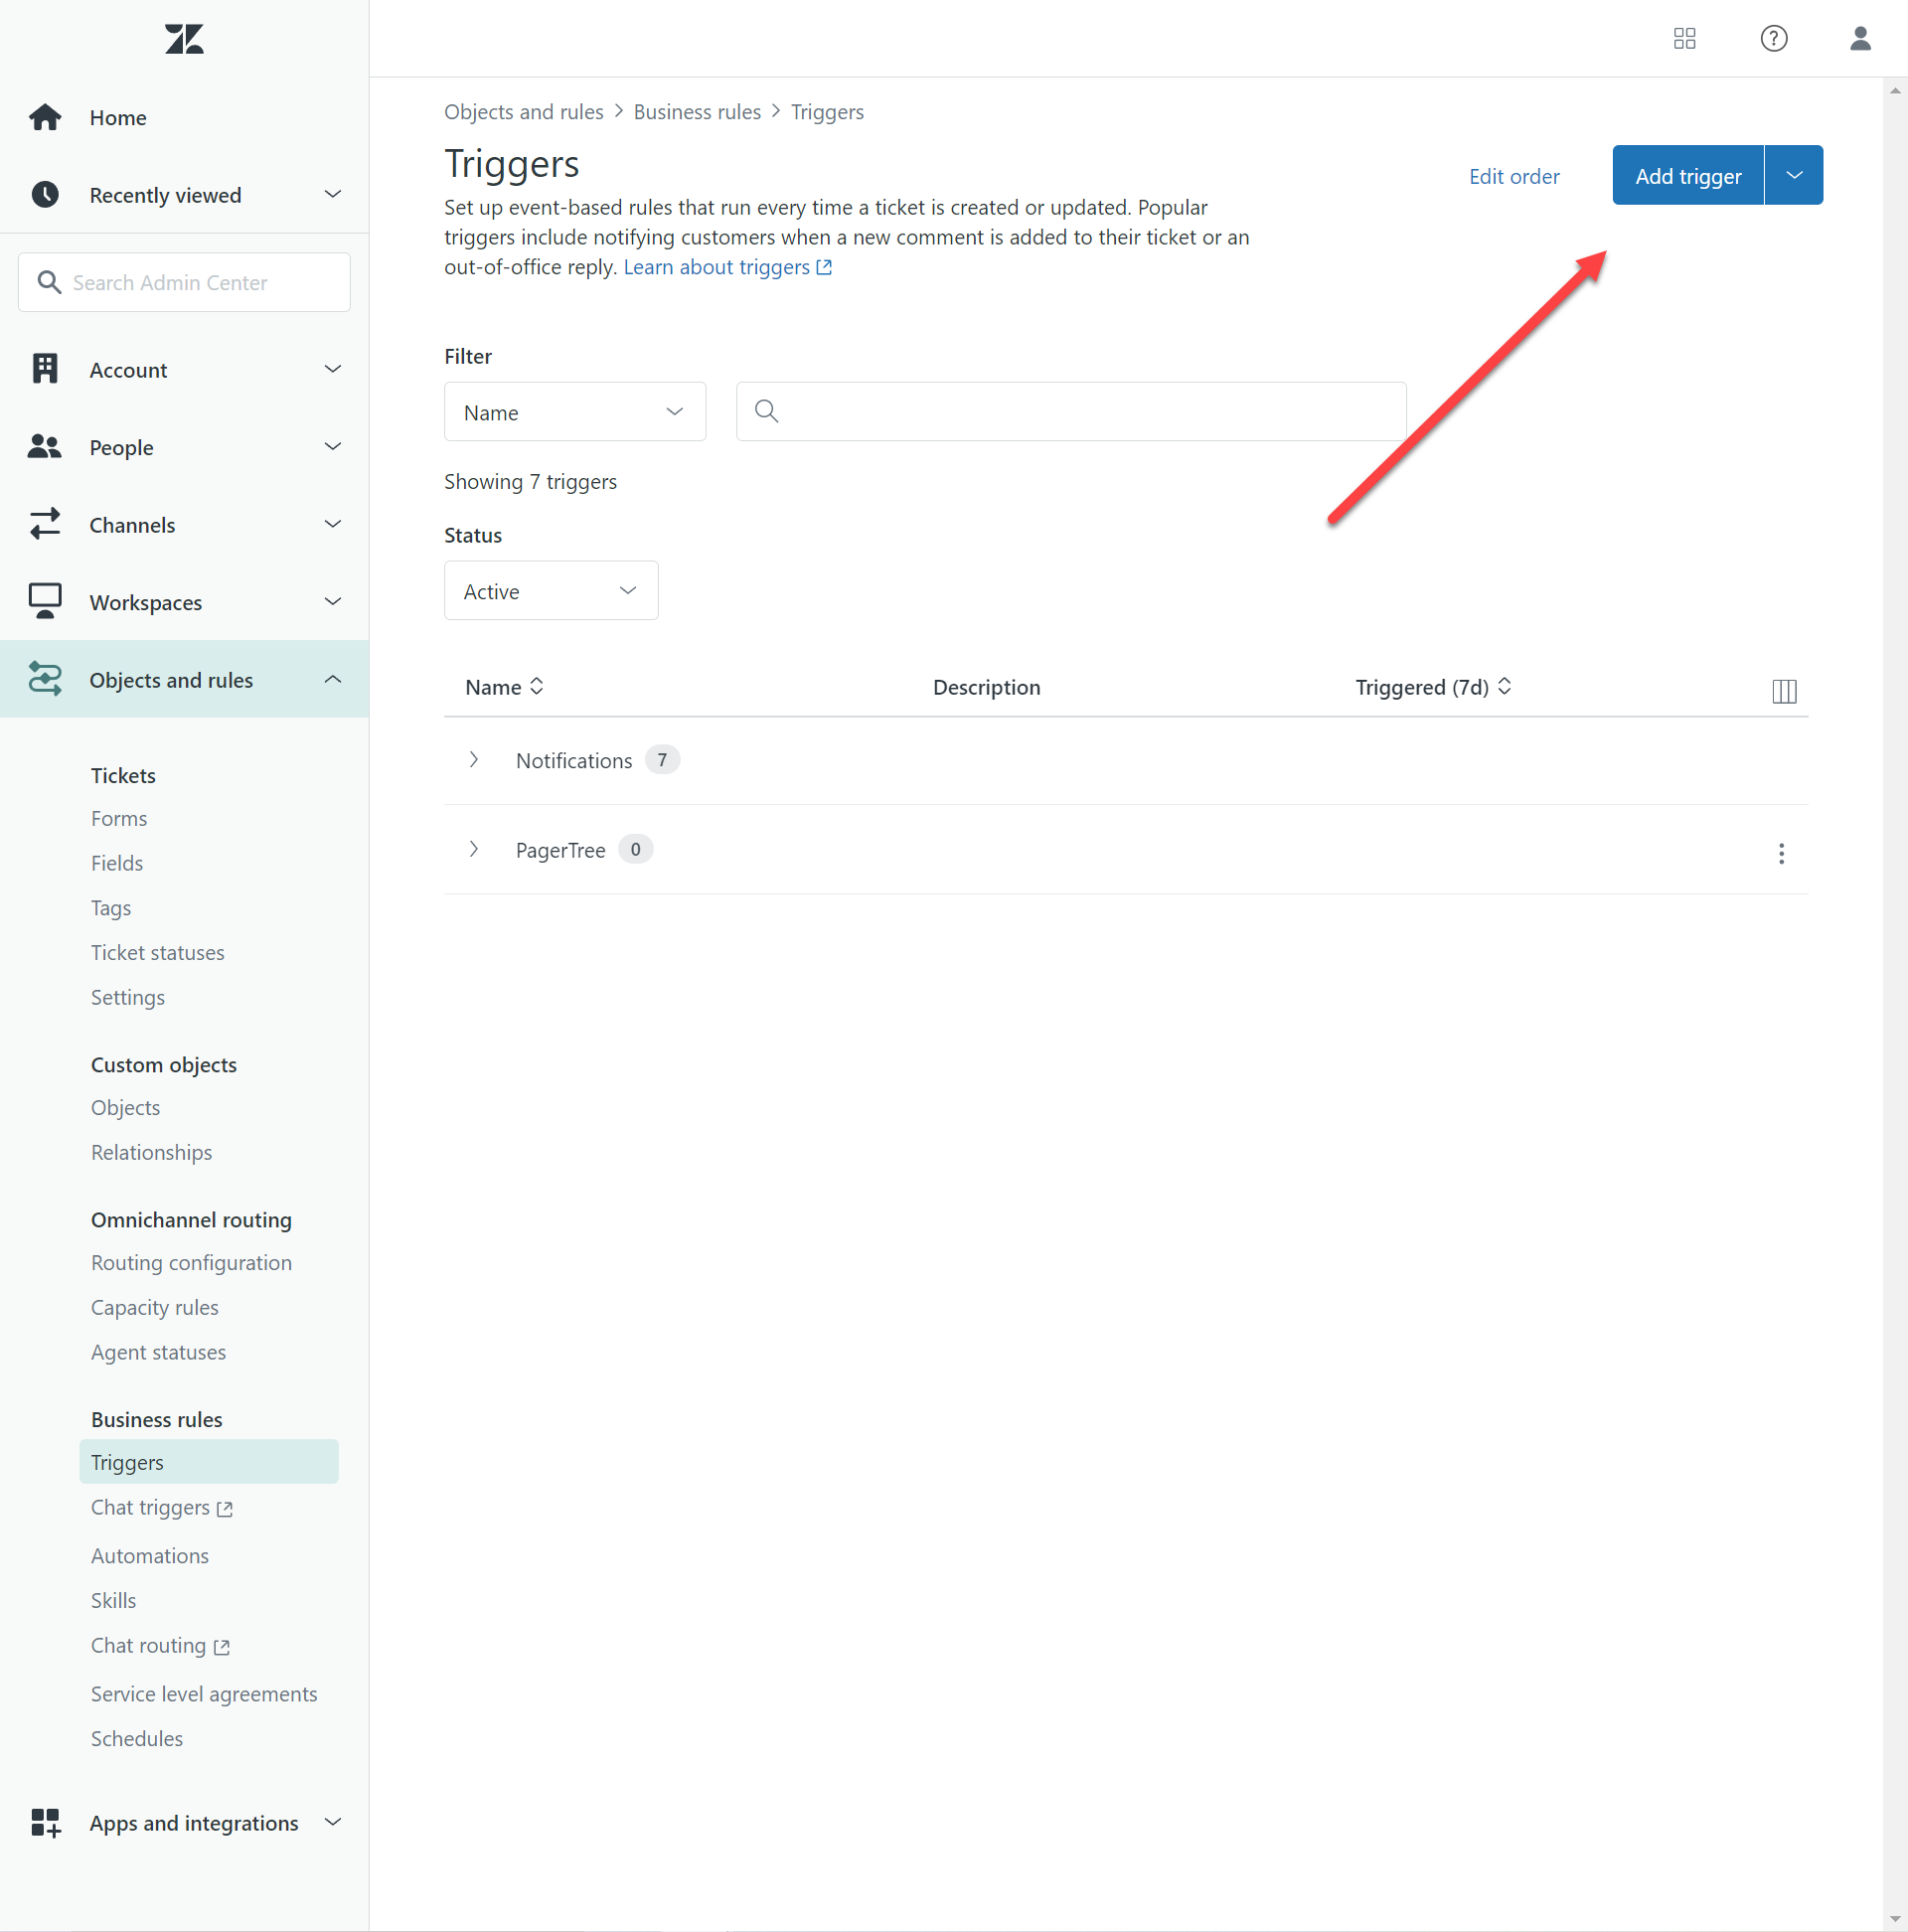 Home
Recently viewed
Search Admin Center
Account
People
Channels
Workspaces
Objects and rules
Tickets
Forms
Fields
Tags
Ticket statuses
Settings
Custom objects
Objects
Relationships
Omnichannel routing
Routing configuration
Capacity rules
Agent statuses
Business rules
Triggers
Chat triggers
Automations
Skills
Chat routing
Service level agreements
Schedules
Apps and integrations
Objects and rules > Business rules > Triggers
Triggers
Edit order
Add trigger
Set up event-based rules that run every time a ticket is created or updated. Popular
triggers include notifying customers when a new comment is added to their ticket or an
out-of-office reply. Learn about triggers
Filter
Name
Showing 7 triggers
Status
Active
Name Description Triggered (7d)
Notifications 7
PagerTree 0